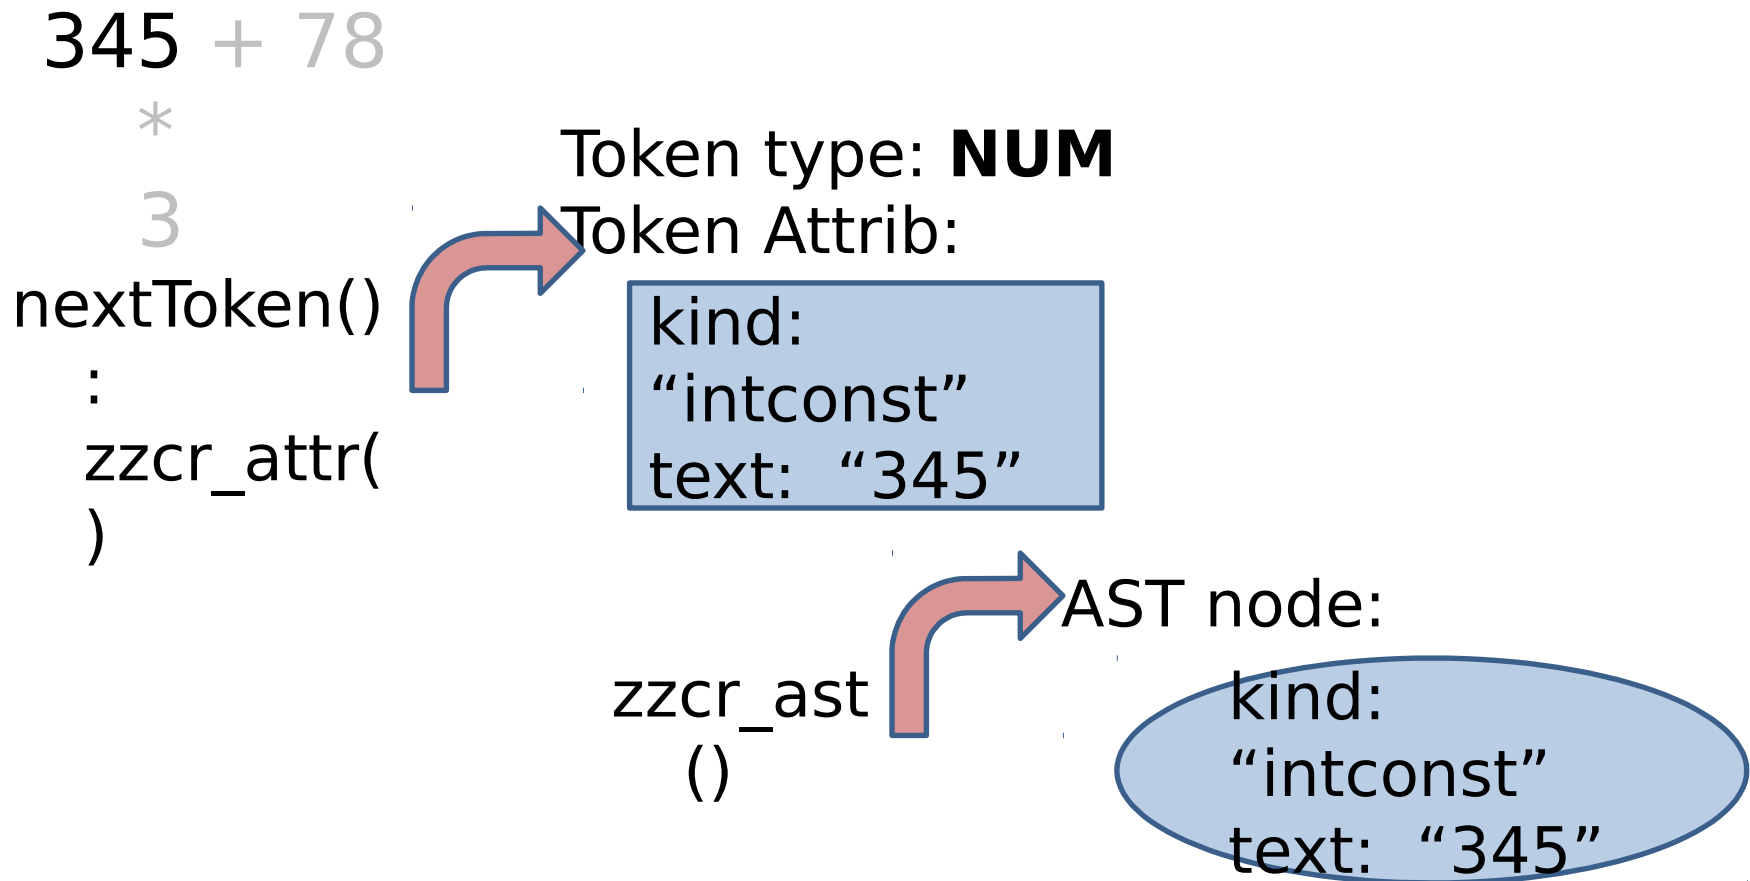 345 + 78
*
3
nextToken()
:
zzcr_attr(
)
Token type: NUM
Token Attrib:
kind:
“intconst”
text: “345”
zzcr_ast
()
AST node:
kind:
“intconst”
text: “345”